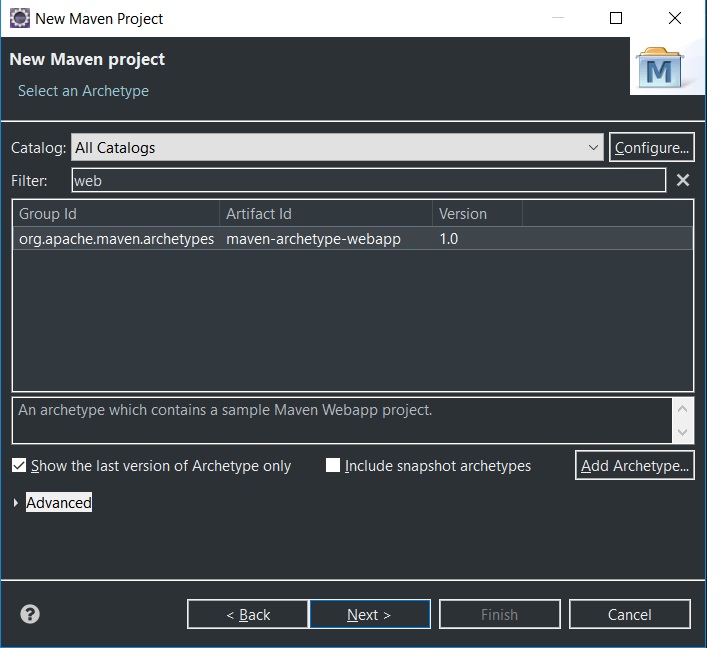 New Maven Project
New Maven project
Select an Archetype
M
Catalog: All Catalogs Configure...
Filter: web
Group Id Artifact Id Version
org.apache.maven.archetypes maven-archetype-webapp 1.0
An archetype which contains a sample Maven Webapp project.
Show the last version of Archetype only Include snapshot archetypes Add Archetype...
Advanced
? < Back Next > Finish Cancel